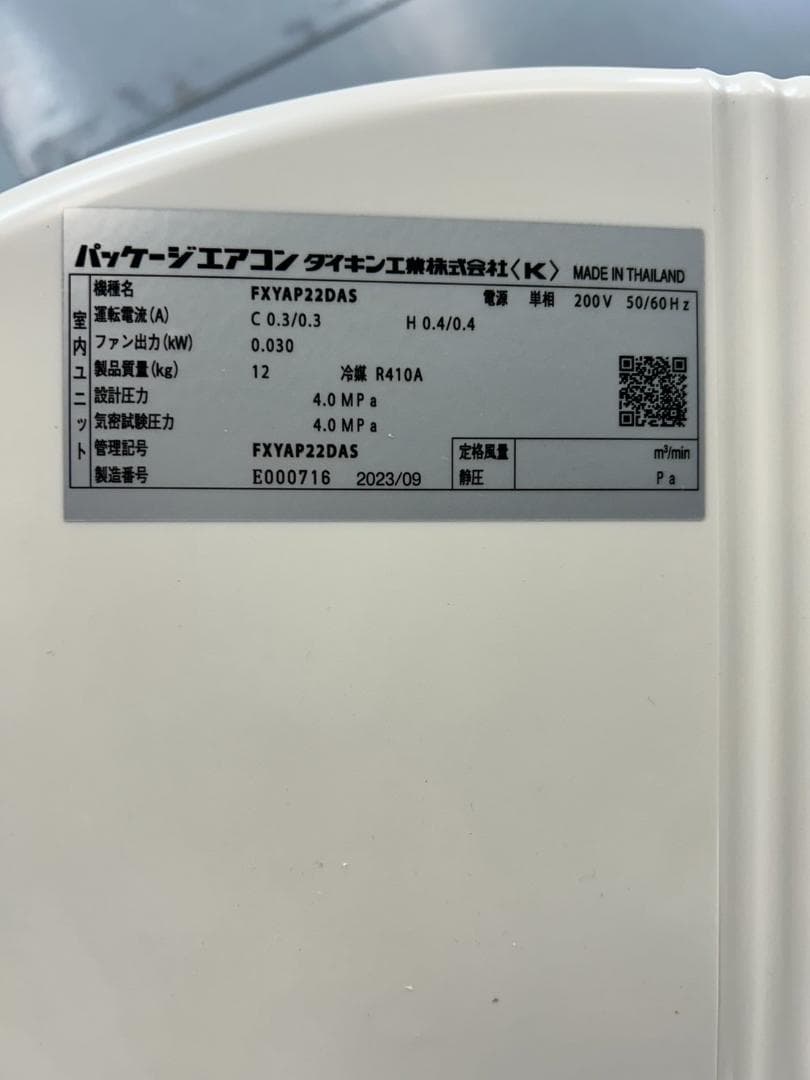 パッケージエアコン ダイキン工業株式会社〈K〉 MADE IN THAILAND
室内ユニット
機種名 FXYAP22DAS 電源 単相 200V 50/60Hz
運転電流(A) C 0.3/0.3 H 0.4/0.4
ファン出力(kW) 0.030
製品質量(kg) 12 冷媒 R410A
設計圧力 4.0MPa
気密試験圧力 4.0MPa
管理記号 FXYAP22DAS 定格風量 m³/min
製造番号 E000716 2023/09 静圧 Pa